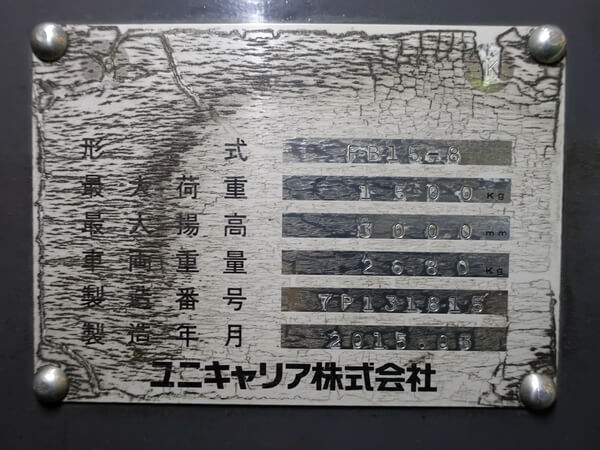 形式 FB15-8
最大荷重 1500 Kg
最大揚高 3000 mm
車両重量 2680 Kg
製造番号 7P131815
製造年月 2015.05
ユニキャリア株式会社